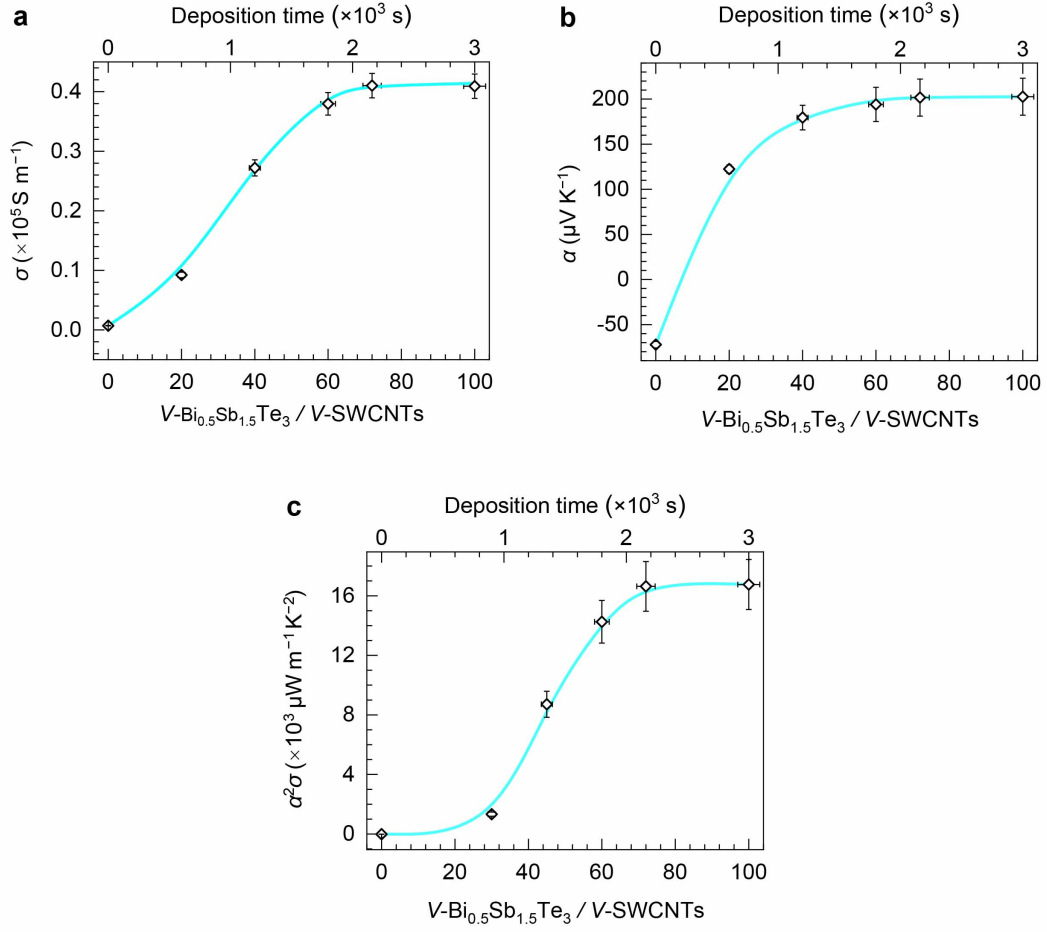 a
Deposition time (×10³ s)
0 1 2 3
σ (×10⁵ S m⁻¹)
0.4
0.3
0.2
0.1
0.0
0 20 40 60 80 100
V-Bi₀.₅Sb₁.₅Te₃ / V-SWCNTs
b
Deposition time (×10³ s)
0 1 2 3
α (µV K⁻¹)
200
150
100
50
0
-50
0 20 40 60 80 100
V-Bi₀.₅Sb₁.₅Te₃ / V-SWCNTs
c
Deposition time (×10³ s)
0 1 2 3
α²σ (×10³ µW m⁻¹ K⁻²)
16
12
8
4
0
0 20 40 60 80 100
V-Bi₀.₅Sb₁.₅Te₃ / V-SWCNTs